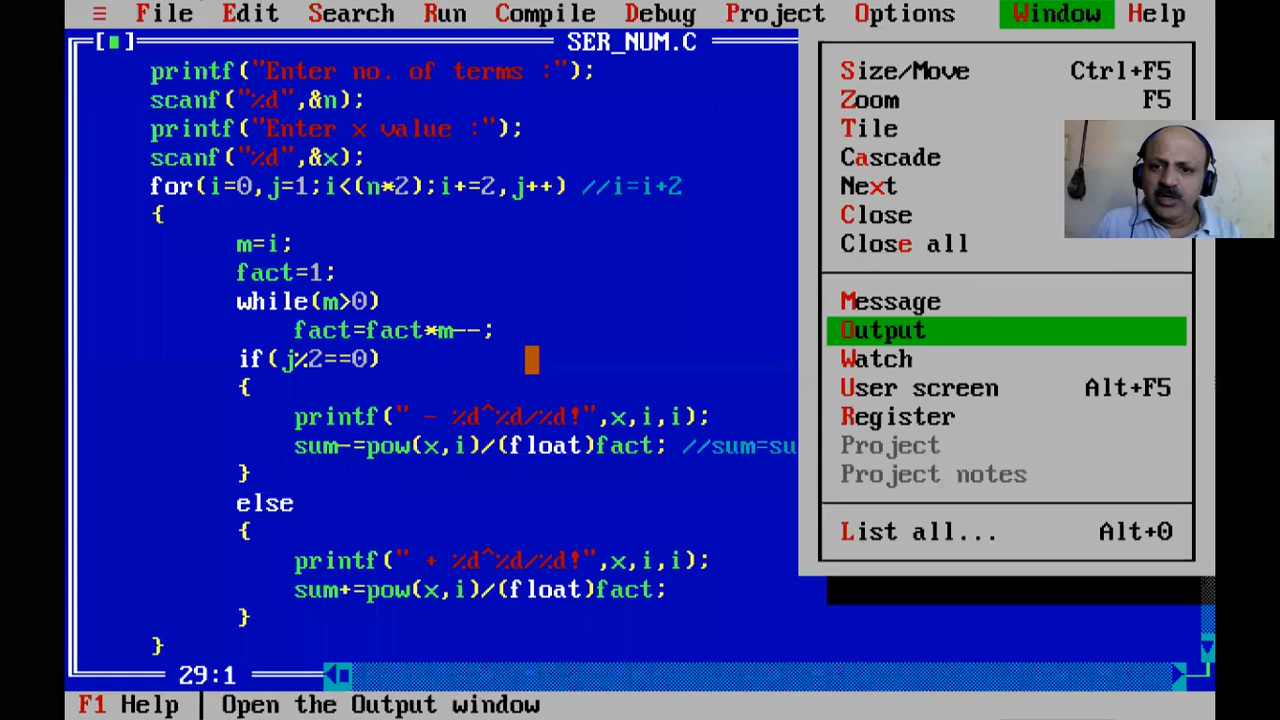 ≡ File Edit Search Run Compile Debug Project Options Window Help
[■] SER_NUM.C
printf("Enter no. of terms :");
scanf("%d",&n);
printf("Enter x value :");
scanf("%d",&x);
for(i=0,j=1;i<(n*2);i+=2,j++) //i=i+2
{
m=i;
fact=1;
while(m>0)
fact=fact*m--;
if(j%2==0)
{
printf(" - %d^%d/%d!",x,i,i);
sum-=pow(x,i)/(float)fact; //sum=su
}
else
{
printf(" + %d^%d/%d!",x,i,i);
sum+=pow(x,i)/(float)fact;
}
}
29:1
Size/Move Ctrl+F5
Zoom F5
Tile
Cascade
Next
Close
Close all
Message
Output
Watch
User screen Alt+F5
Register
Project
Project notes
List all... Alt+0
F1 Help | Open the Output window